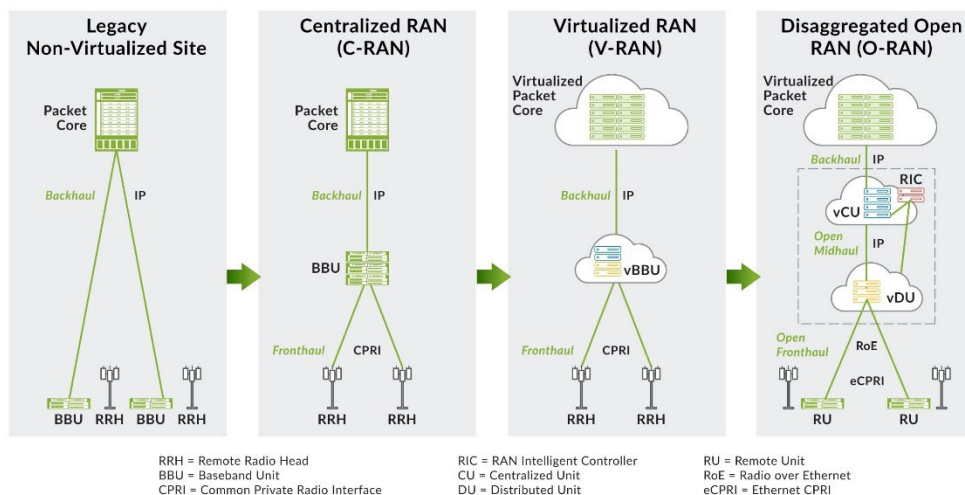 Legacy
Non-Virtualized Site
Packet
Core
Backhaul
IP
BBU
RRH
BBU
RRH
Centralized RAN
(C-RAN)
Packet
Core
Backhaul
IP
BBU
Fronthaul
CPRI
RRH
RRH
Virtualized RAN
(V-RAN)
Virtualized
Packet
Core
Backhaul
IP
vBBU
Fronthaul
CPRI
RRH
RRH
Disaggregated Open
RAN (O-RAN)
Virtualized
Packet
Core
Backhaul
IP
RIC
vCU
Open
Midhaul
IP
vDU
Open
Fronthaul
RoE
eCPRI
RU
RU
RRH = Remote Radio Head
BBU = Baseband Unit
CPRI = Common Private Radio Interface
RIC = RAN Intelligent Controller
CU = Centralized Unit
DU = Distributed Unit
RU = Remote Unit
RoE = Radio over Ethernet
eCPRI = Ethernet CPRI